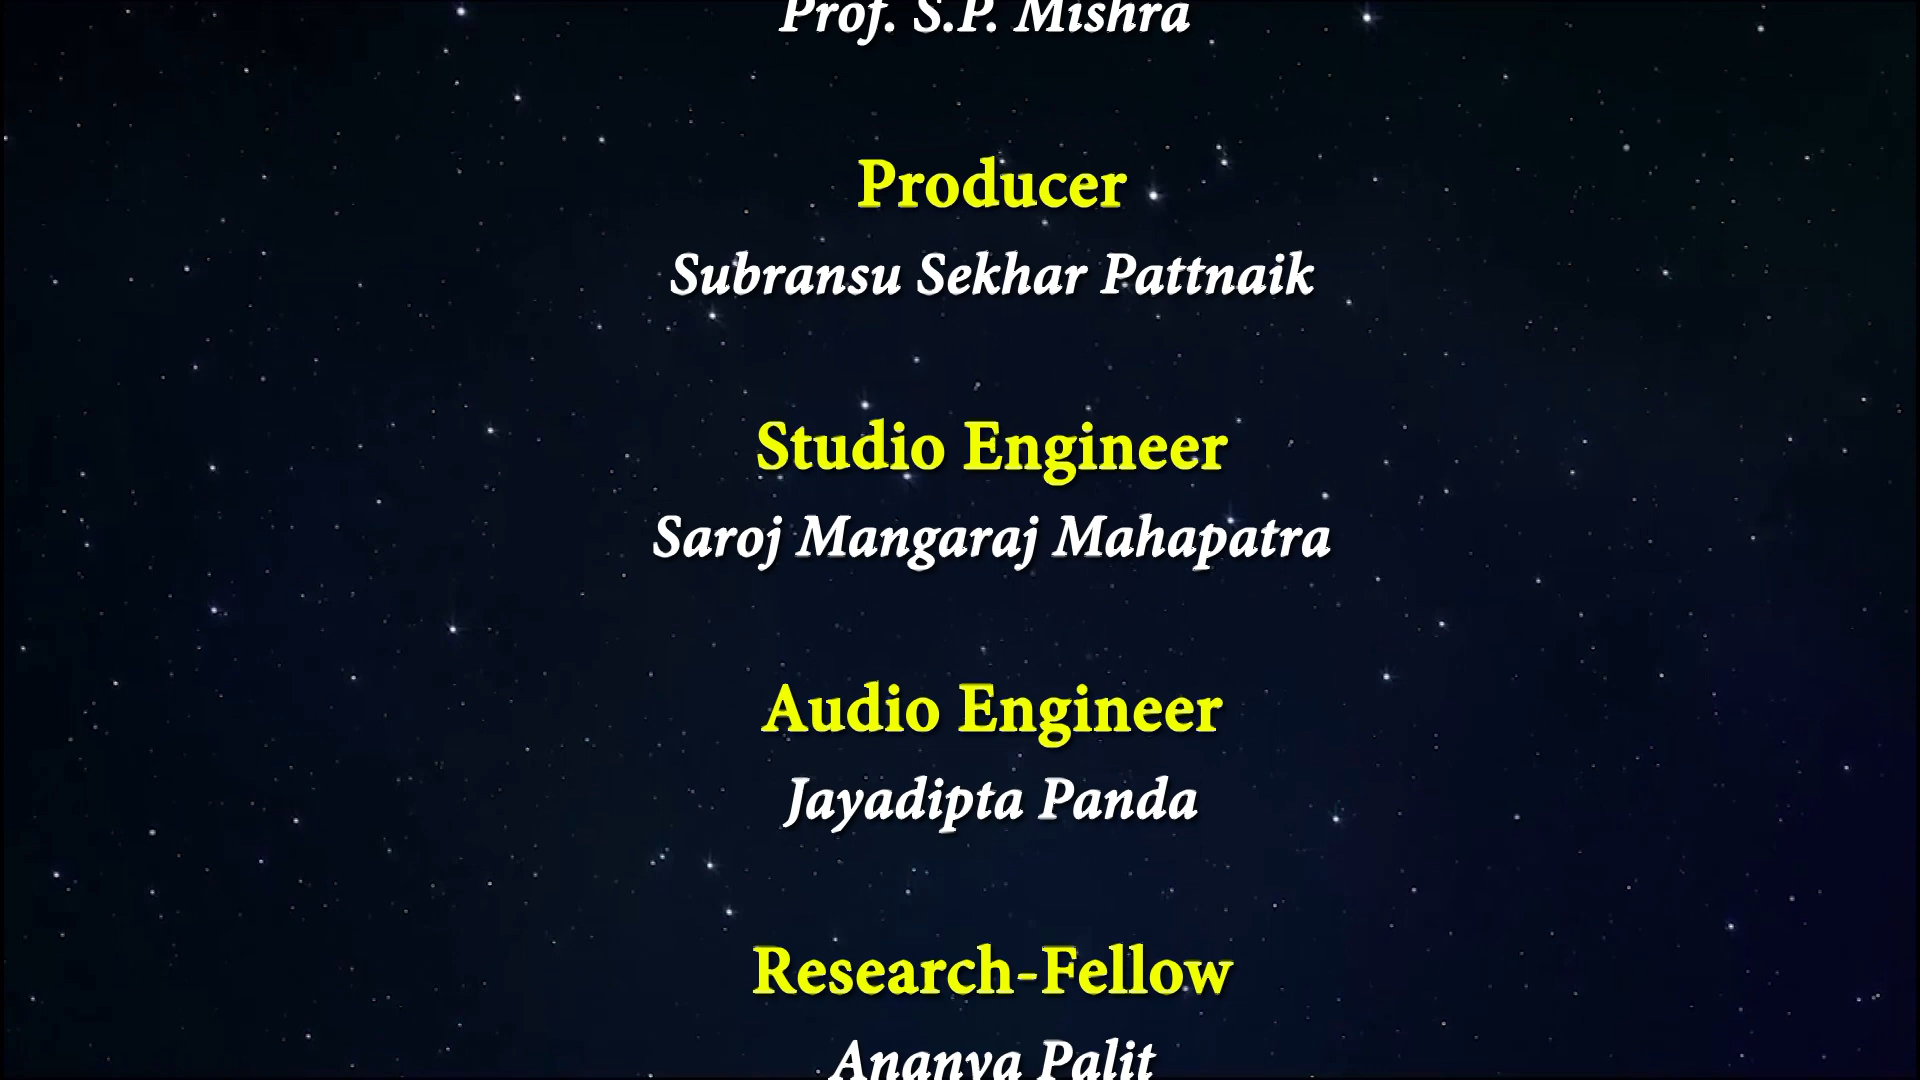 Prof. S.P. Mishra
Producer
Subransu Sekhar Pattnaik
Studio Engineer
Saroj Mangaraj Mahapatra
Audio Engineer
Jayadipta Panda
Research-Fellow
Ananya Palit